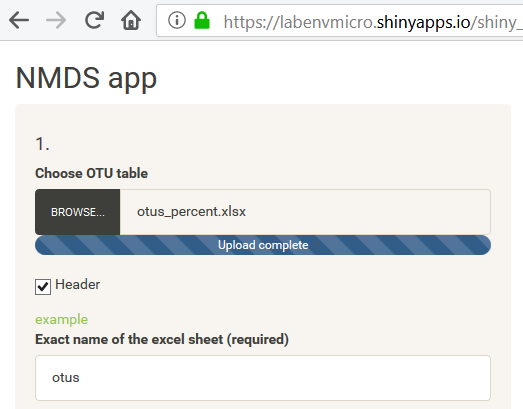 https://labenvmicro.shinyapps.io/shiny_
NMDS app
1.
Choose OTU table
BROWSE... otus_percent.xlsx
Upload complete
Header
example
Exact name of the excel sheet (required)
otus